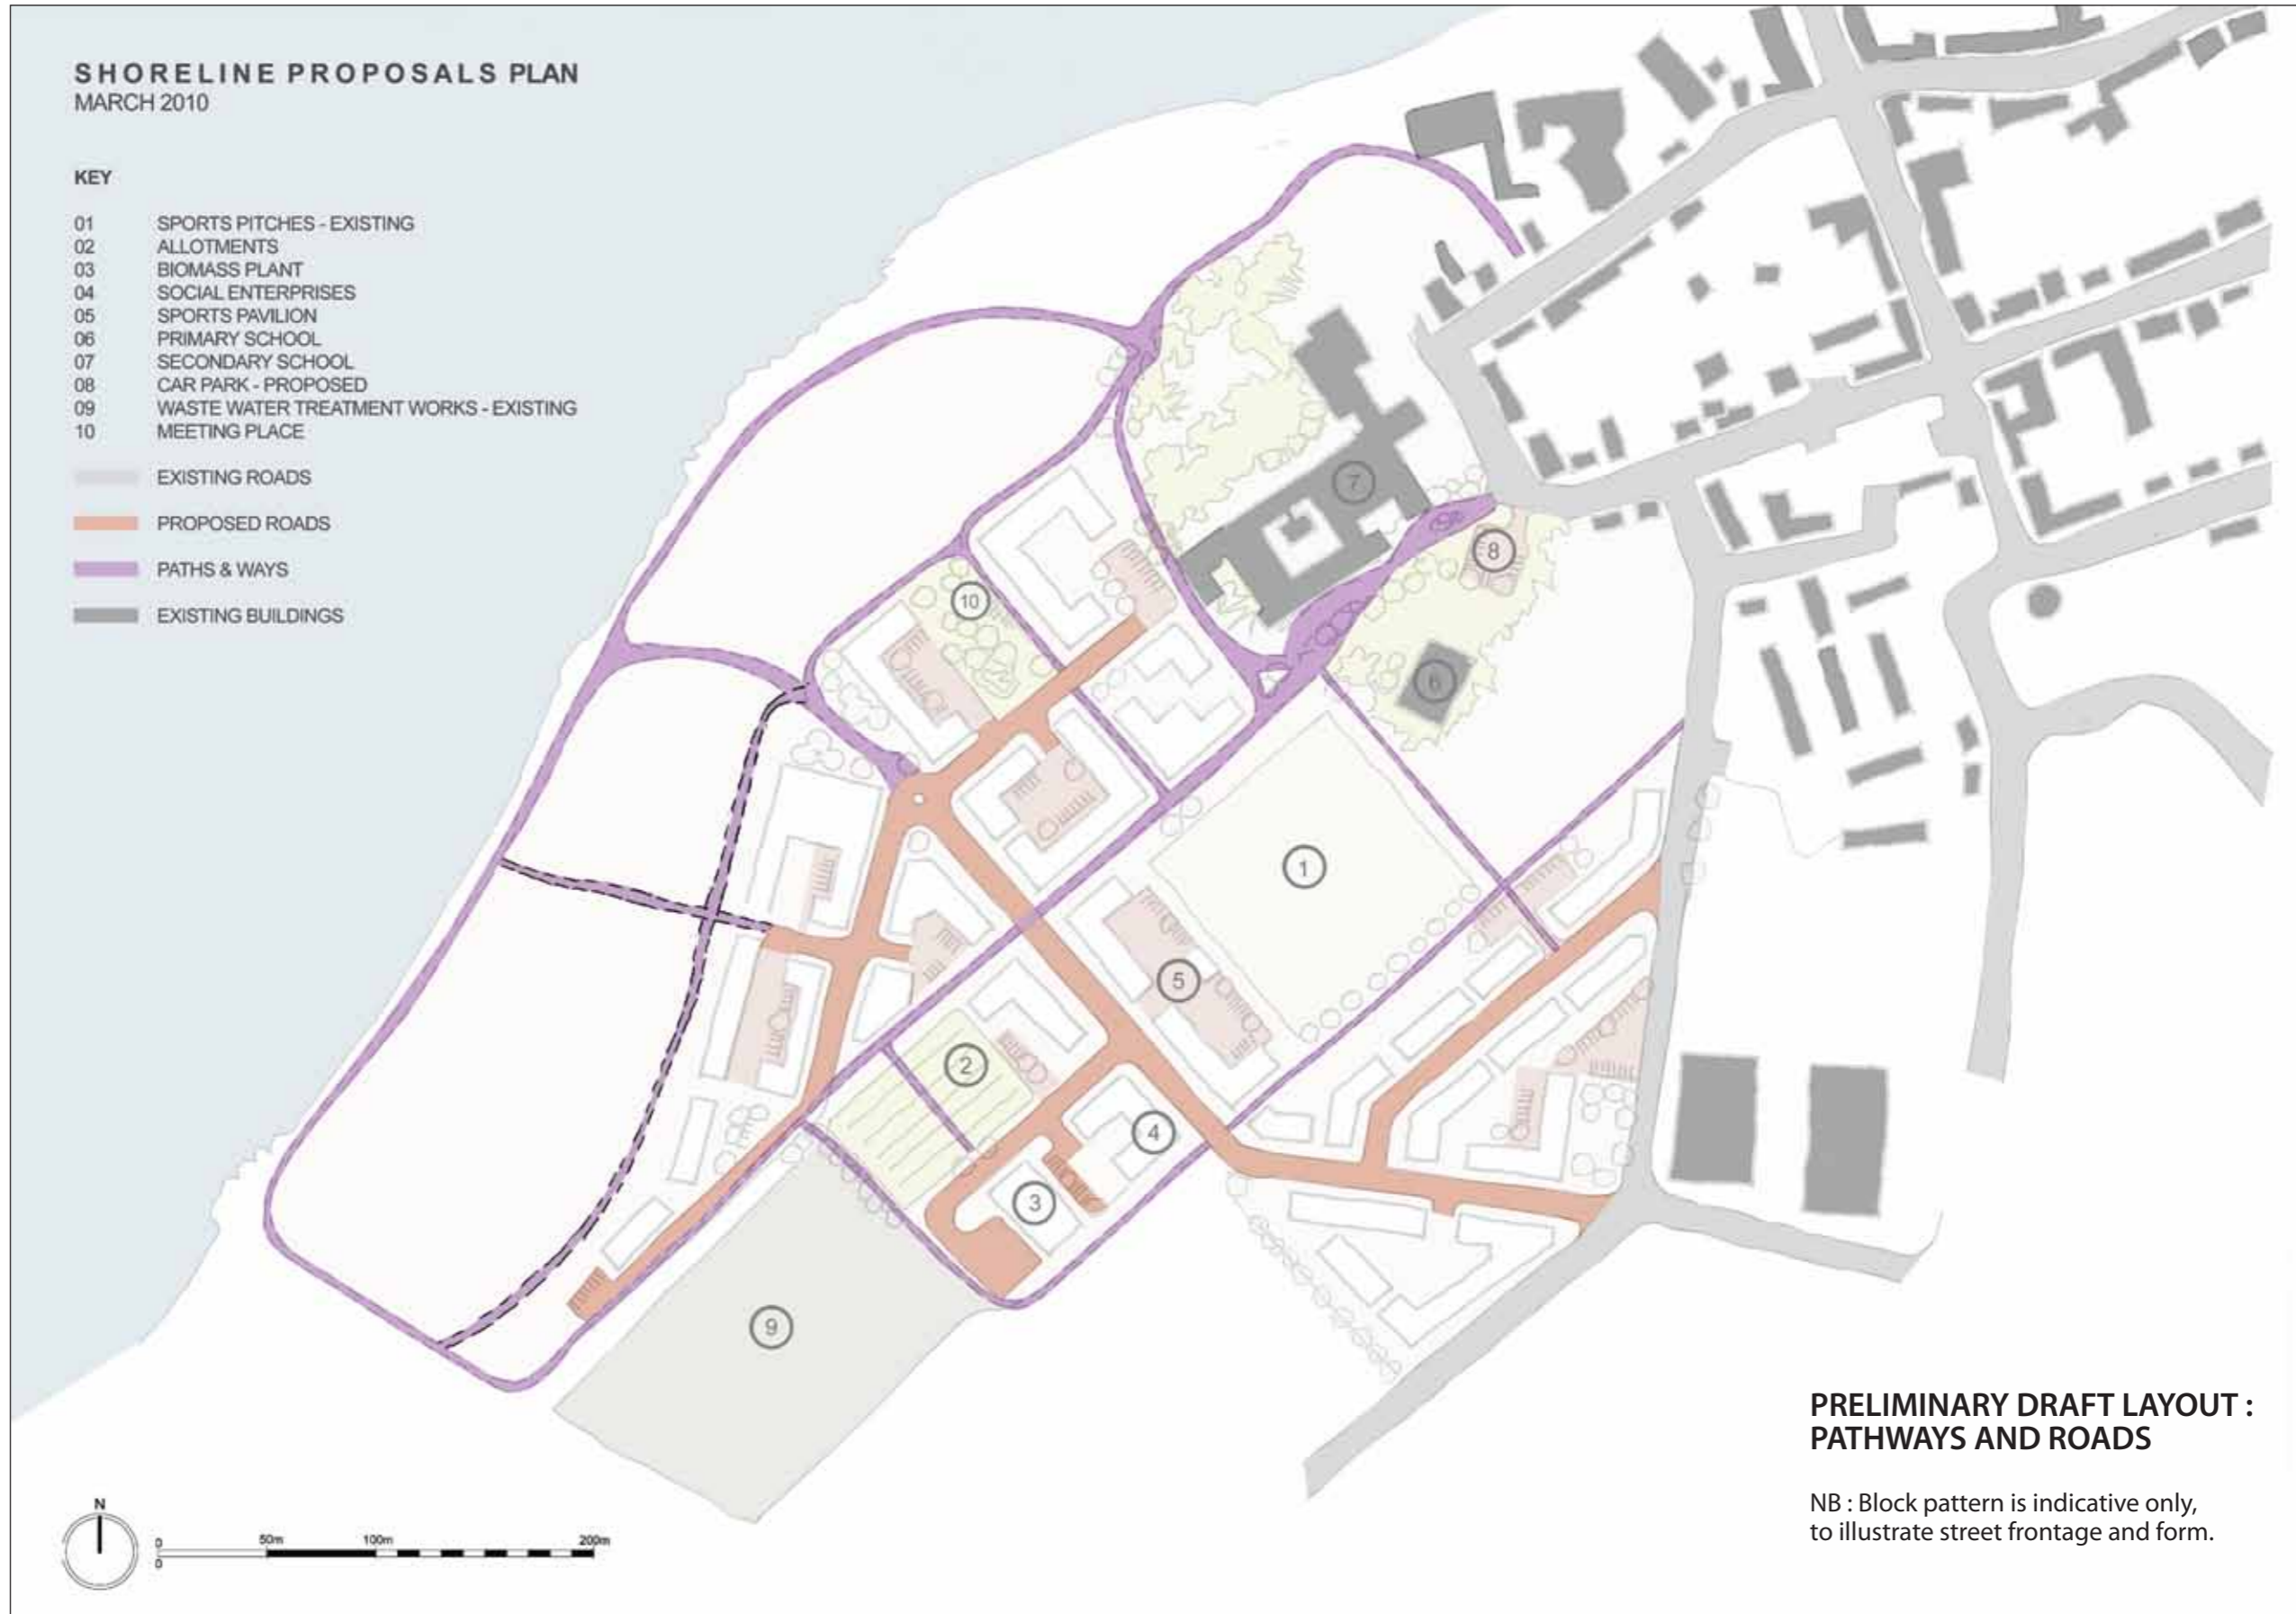 SHORELINE PROPOSALS PLAN
MARCH 2010
KEY
01 SPORTS PITCHES - EXISTING
02 ALLOTMENTS
03 BIOMASS PLANT
04 SOCIAL ENTERPRISES
05 SPORTS PAVILION
06 PRIMARY SCHOOL
07 SECONDARY SCHOOL
08 CAR PARK - PROPOSED
09 WASTE WATER TREATMENT WORKS - EXISTING
10 MEETING PLACE
EXISTING ROADS
PROPOSED ROADS
PATHS & WAYS
EXISTING BUILDINGS
7
8
10
6
1
5
2
4
3
9
PRELIMINARY DRAFT LAYOUT :
PATHWAYS AND ROADS
NB : Block pattern is indicative only,
to illustrate street frontage and form.
N
0 50m 100m 200m
0